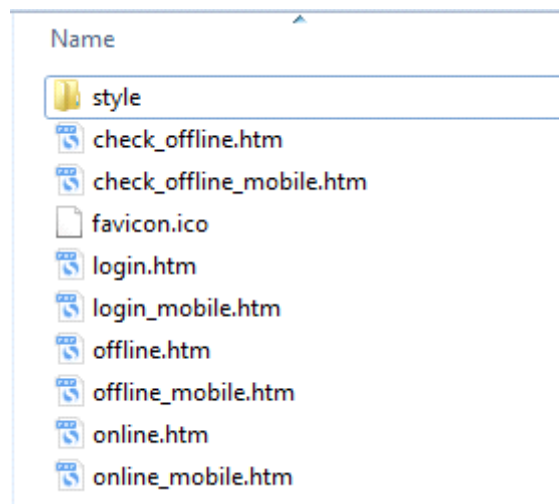 Name
style
check_offline.htm
check_offline_mobile.htm
favicon.ico
login.htm
login_mobile.htm
offline.htm
offline_mobile.htm
online.htm
online_mobile.htm